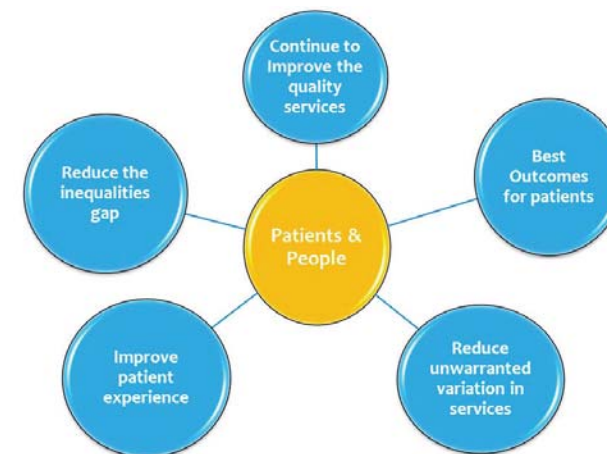 Continue to
Improve the
quality
services
Reduce the
inequalities
gap
Best
Outcomes
for patients
Patients &
People
Improve
patient
experience
Reduce
unwarranted
variation in
services